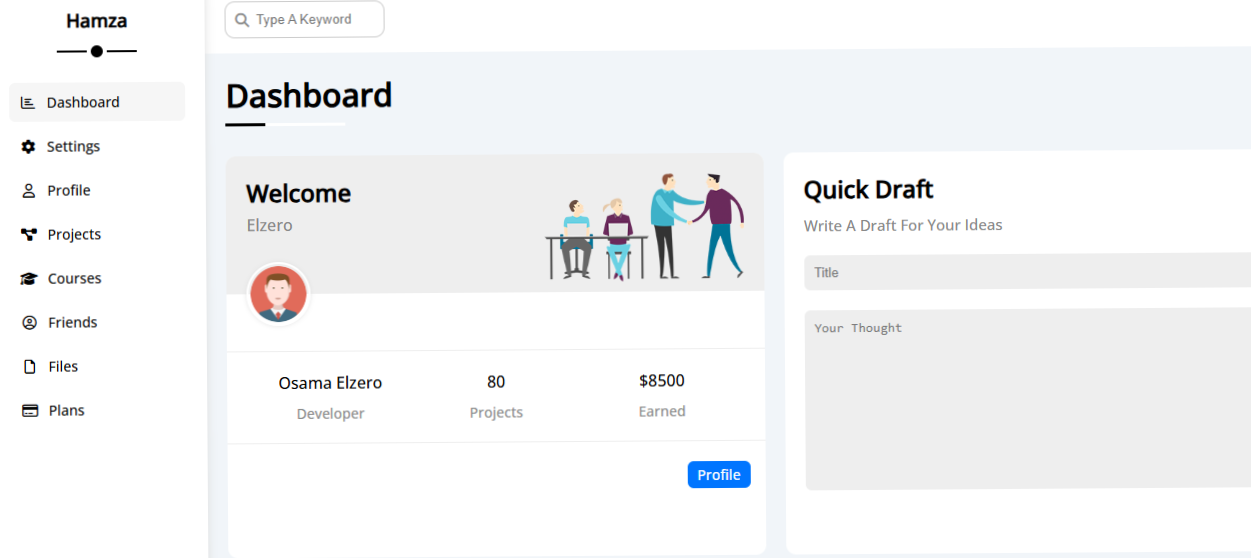 Hamza
Type A Keyword
Dashboard
Settings
Profile
Projects
Courses
Friends
Files
Plans
Dashboard
Welcome
Elzero
Osama Elzero
Developer
80
Projects
$8500
Earned
Profile
Quick Draft
Write A Draft For Your Ideas
Title
Your Thought